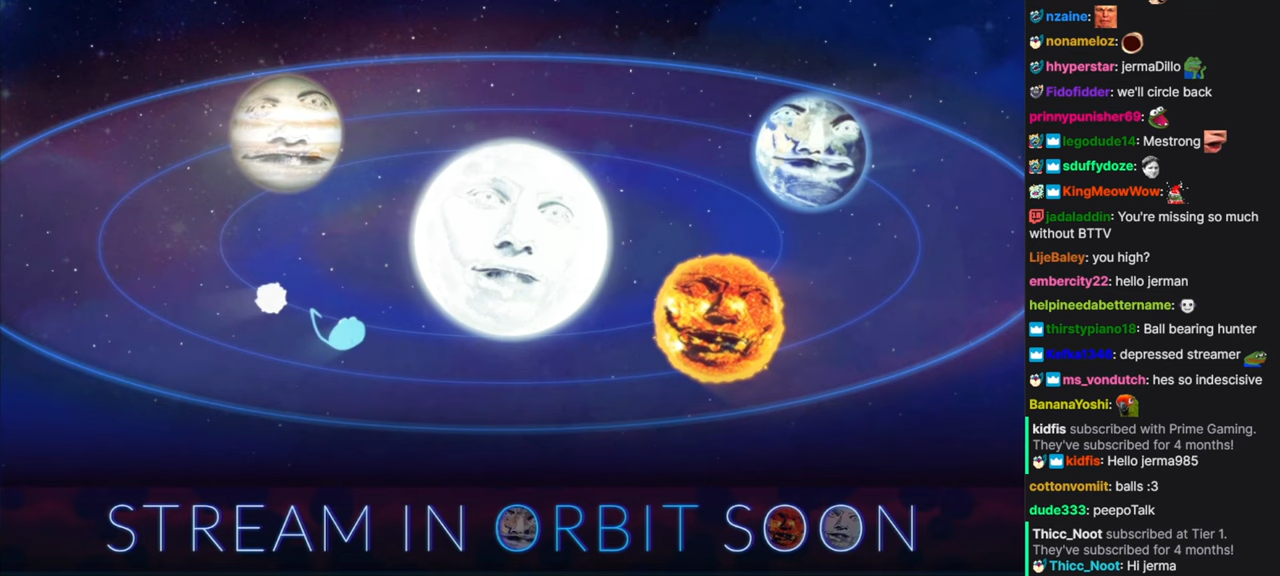 STREAM IN ORBIT SOON
nzaine:
nonameloz:
hhyperstar: jermaDillo
Fidofidder: we'll circle back
prinnypunisher69:
legodude14: Mestrong
sduffydoze:
KingMeowWow:
jadaladdin: You're missing so much
without BTTV
LijeBaley: you high?
embercity22: hello jerman
helpineedabettername:
thirstypiano18: Ball bearing hunter
depressed streamer
ms_vondutch: hes so indescisive
BananaYoshi:
kidfis subscribed with Prime Gaming.
They've subscribed for 4 months!
kidfis: Hello jerma985
cottonvomiit: balls :3
dude333: peepoTalk
Thicc_Noot subscribed at Tier 1.
They've subscribed for 4 months!
Thicc_Noot: Hi jerma